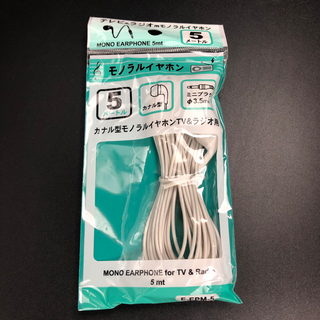 テレビ&ラジオ用モノラルイヤホン
MONO EARPHONE 5mt
5
メートル
モノラルイヤホン
5
メートル
カナル型
ミニプラグ
Φ3.5m
カナル型モノラルイヤホンTV&ラジオ用
MONO EARPHONE for TV & Radio
5 mt